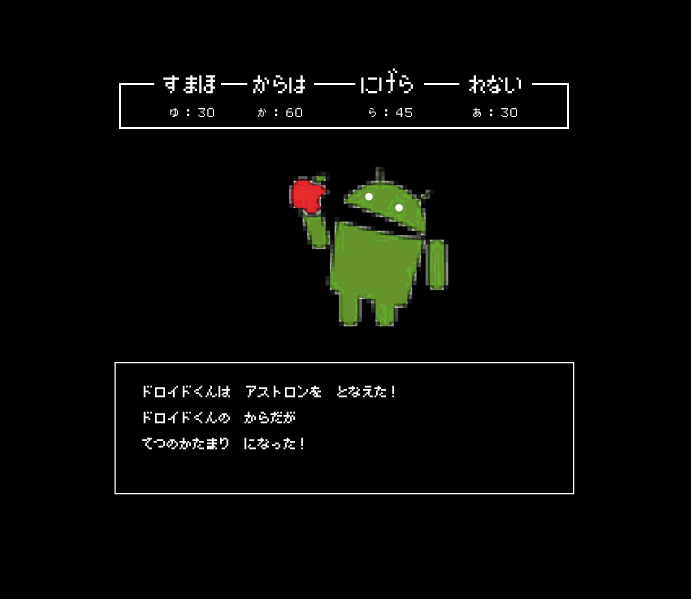 すまほ からは にげら れない
ゆ：30 か：60 ら：45 あ：30
ドロイドくんは　アストロンを　となえた！
ドロイドくんの　からだが
てつのかたまり　になった！